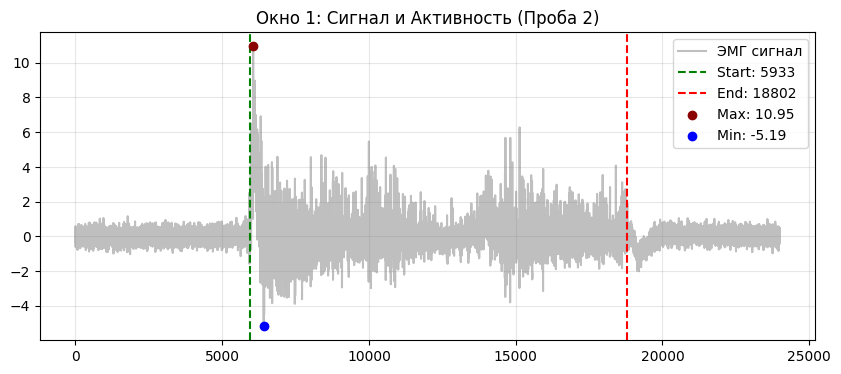 Окно 1: Сигнал и Активность (Проба 2)
ЭМГ сигнал
Start: 5933
End: 18802
Max: 10.95
Min: -5.19
10
8
6
4
2
0
−2
−4
0 5000 10000 15000 20000 25000